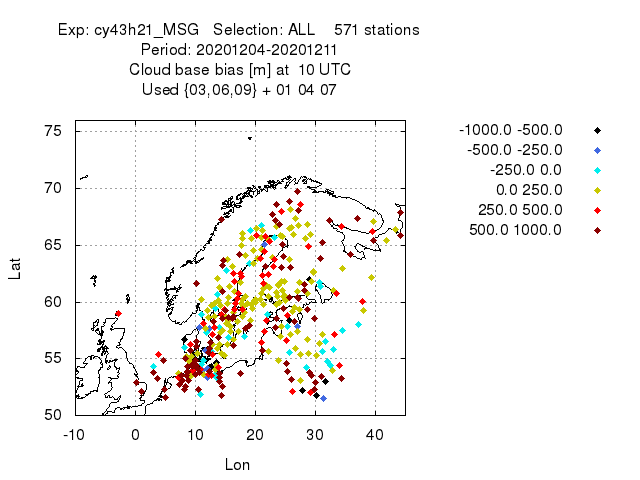 Exp: cy43h21_MSG Selection: ALL 571 stations
Period: 20201204-20201211
Cloud base bias [m] at 10 UTC
Used {03,06,09} + 01 04 07
-1000.0 -500.0
-500.0 -250.0
-250.0 0.0
0.0 250.0
250.0 500.0
500.0 1000.0
75
70
65
60
55
50
Lat
-10 0 10 20 30 40
Lon